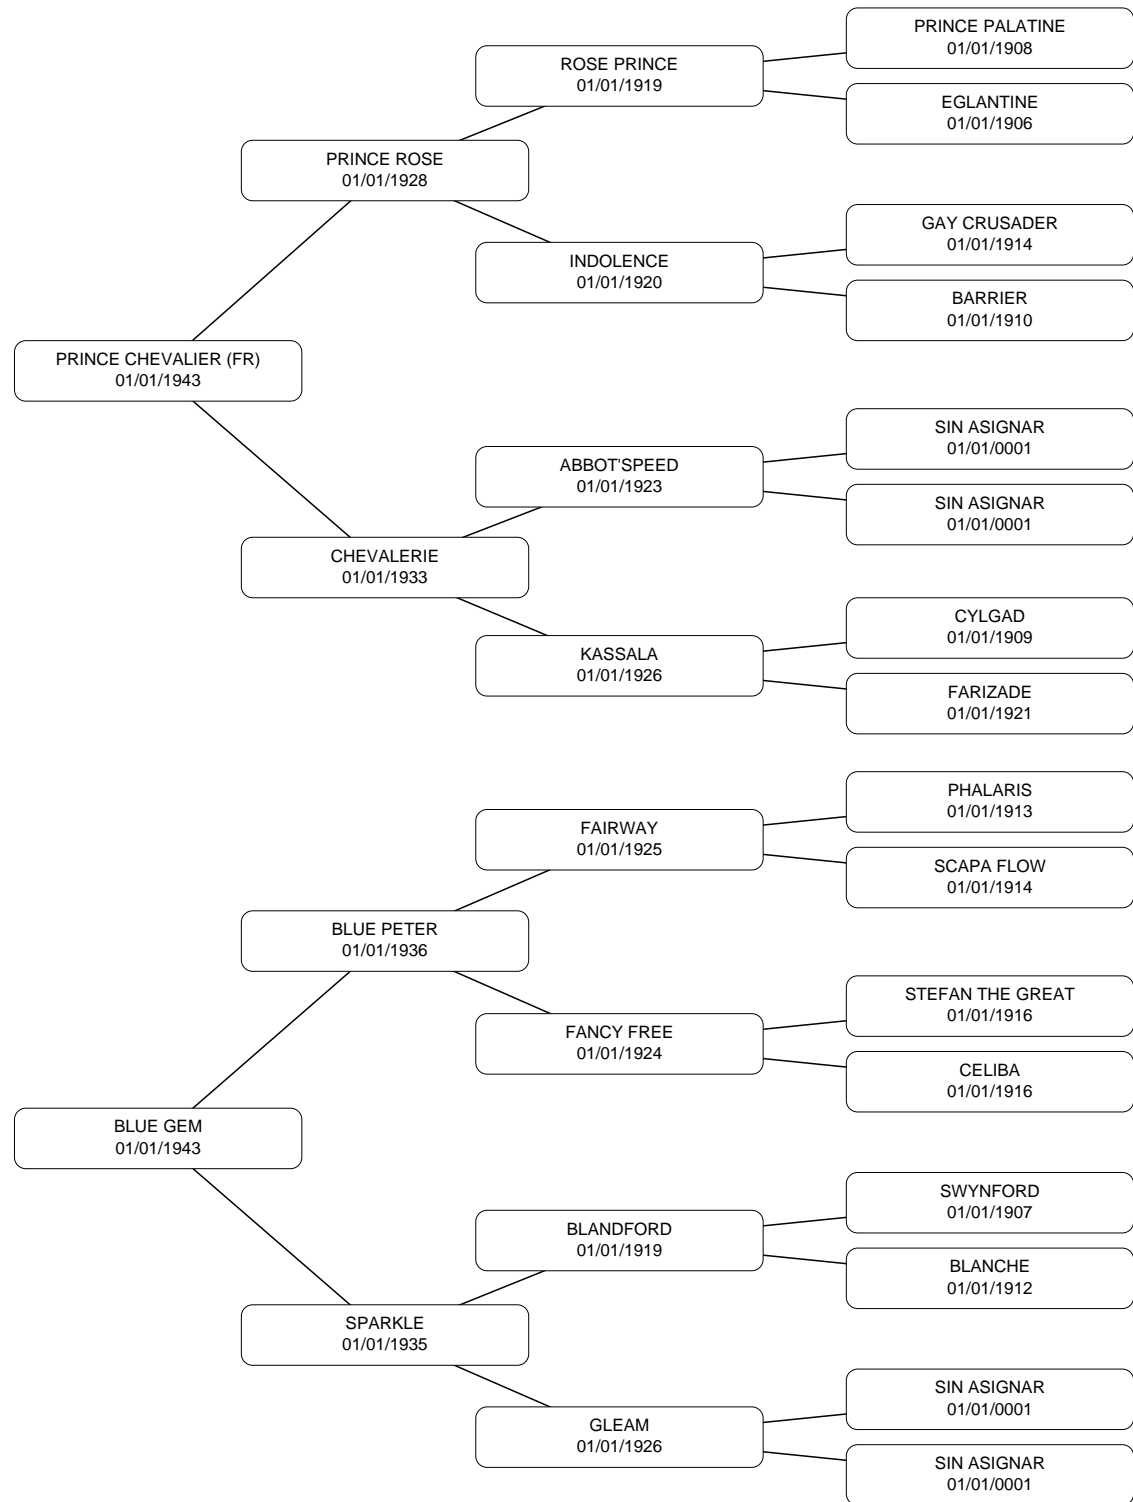 PRINCE PALATINE
01/01/1908
ROSE PRINCE
01/01/1919
EGLANTINE
01/01/1906
PRINCE ROSE
01/01/1928
GAY CRUSADER
01/01/1914
INDOLENCE
01/01/1920
BARRIER
01/01/1910
PRINCE CHEVALIER (FR)
01/01/1943
SIN ASIGNAR
01/01/0001
ABBOT'SPEED
01/01/1923
SIN ASIGNAR
01/01/0001
CHEVALERIE
01/01/1933
CYLGAD
01/01/1909
KASSALA
01/01/1926
FARIZADE
01/01/1921
PHALARIS
01/01/1913
FAIRWAY
01/01/1925
SCAPA FLOW
01/01/1914
BLUE PETER
01/01/1936
STEFAN THE GREAT
01/01/1916
FANCY FREE
01/01/1924
CELIBA
01/01/1916
BLUE GEM
01/01/1943
SWYNFORD
01/01/1907
BLANDFORD
01/01/1919
BLANCHE
01/01/1912
SPARKLE
01/01/1935
SIN ASIGNAR
01/01/0001
GLEAM
01/01/1926
SIN ASIGNAR
01/01/0001